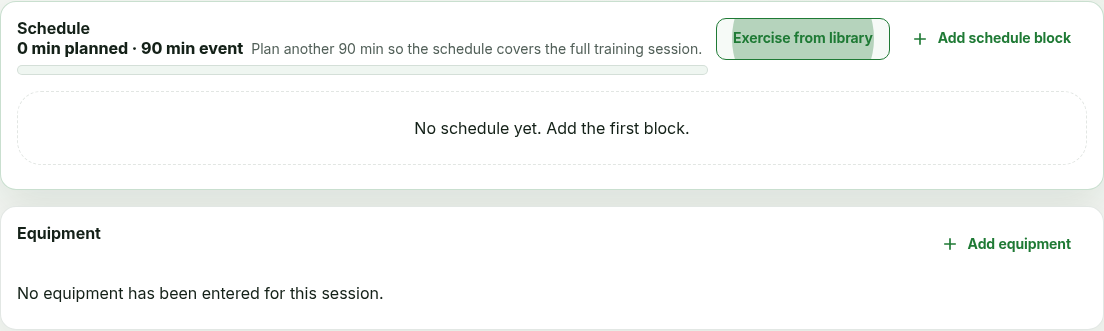 Schedule
0 min planned · 90 min event Plan another 90 min so the schedule covers the full training session.
Exercise from library
+ Add schedule block
No schedule yet. Add the first block.
Equipment
+ Add equipment
No equipment has been entered for this session.